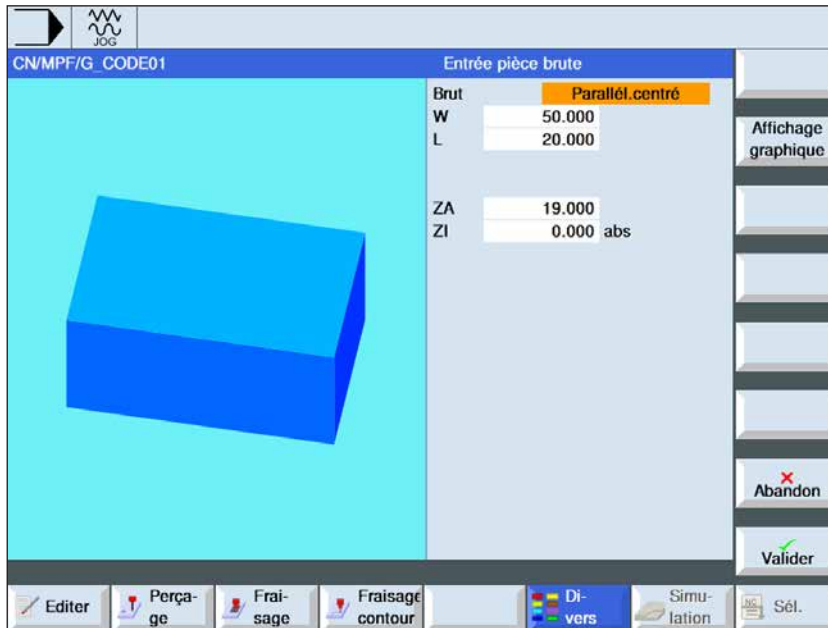 JOG
CN/MPF/G_CODE01
Entrée pièce brute
Brut Parallél.centré
W 50.000
L 20.000
ZA 19.000
ZI 0.000 abs
Affichage
graphique
Abandon
Valider
Editer
Perça-
ge
Frai-
sage
Fraisage
contour
Di-
vers
Simu-
lation
NC
Sél.